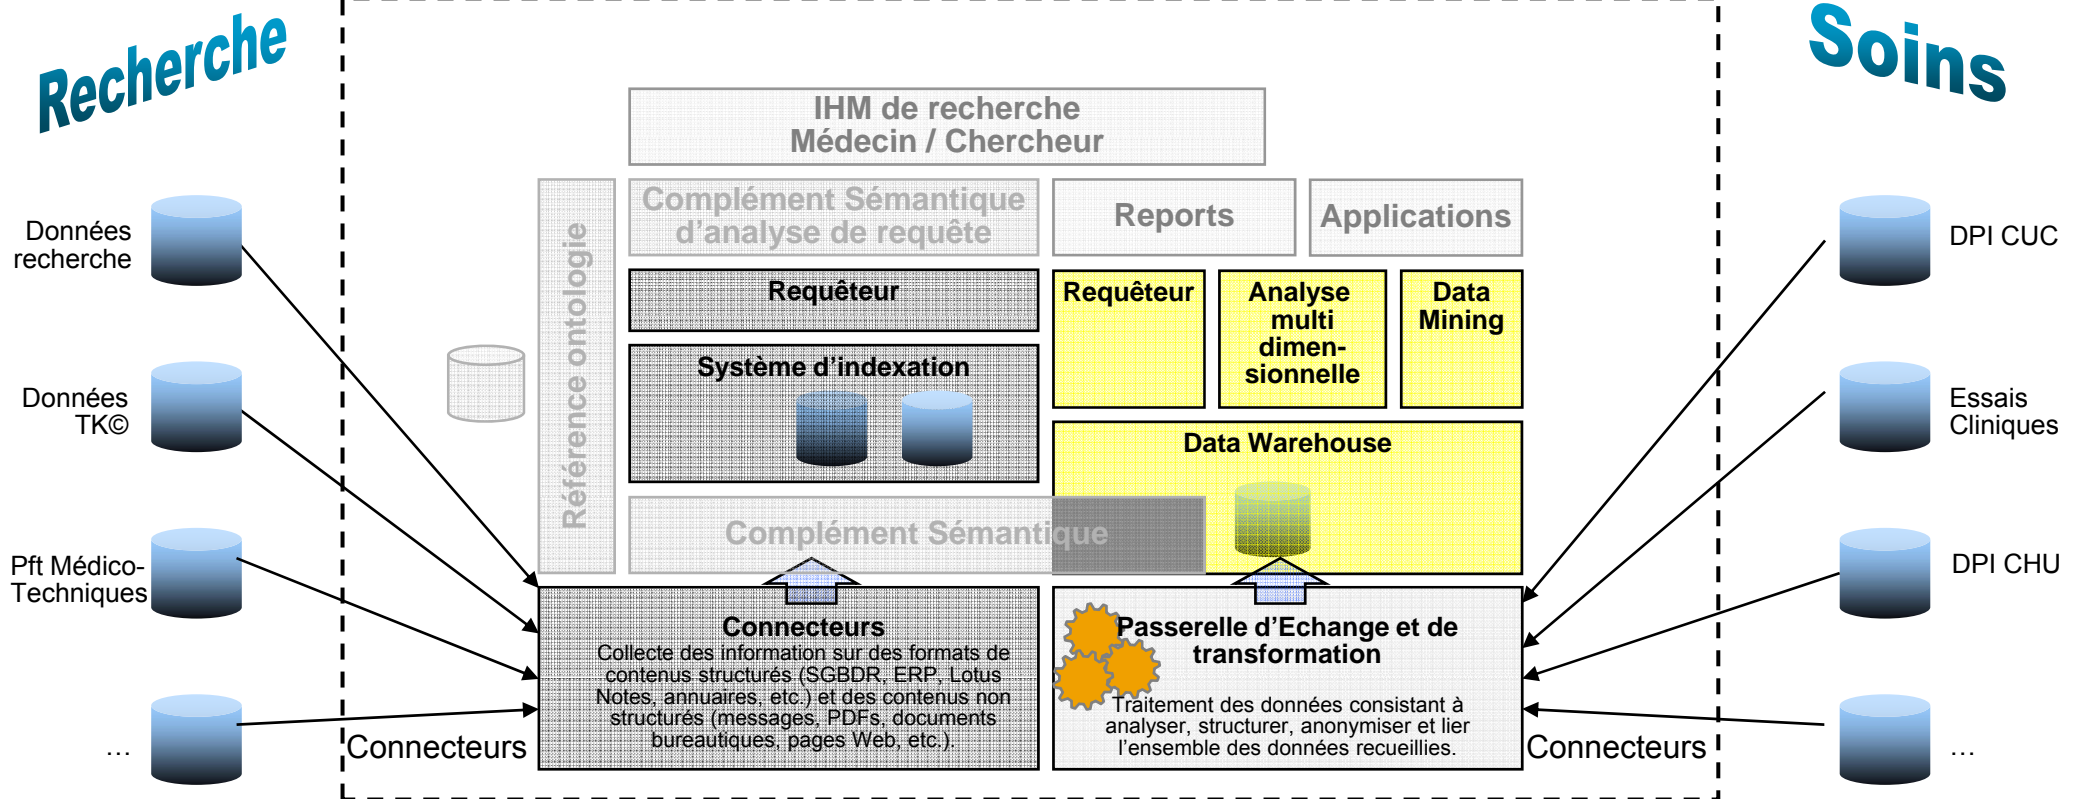 Recherche
Soins
IHM de recherche
Médecin / Chercheur
Référence ontologie
Complément Sémantique
d’analyse de requête
Reports
Applications
Requêteur
Requêteur
Analyse
multi
dimen-
sionnelle
Data
Mining
Système d’indexation
Data Warehouse
Complément Sémantique
Connecteurs
Collecte des information sur des formats de
contenus structurés (SGBDR, ERP, Lotus
Notes, annuaires, etc.) et des contenus non
structurés (messages, PDFs, documents
bureautiques, pages Web, etc.).
Passerelle d’Echange et de
transformation
Traitement des données consistant à
analyser, structurer, anonymiser et lier
l’ensemble des données recueillies.
Données
recherche
Données
TK©
Pft Médico-
Techniques
…
Connecteurs
DPI CUC
Essais
Cliniques
DPI CHU
…
Connecteurs